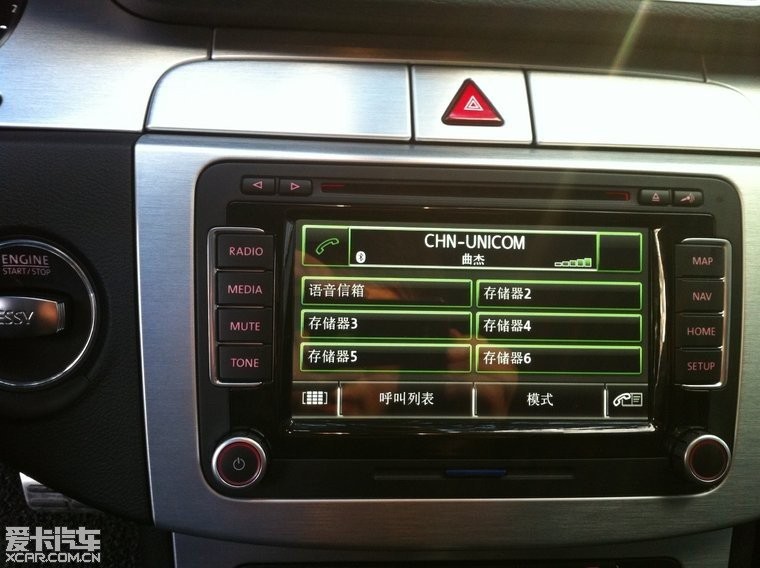 2
ENGINE
START/STOP
ESSY
RADIO
MEDIA
MUTE
TONE
CHN-UNICOM
曲杰
语音信箱
存储器2
存储器3
存储器4
存储器5
存储器6
呼叫列表
模式
MAP
NAV
HOME
SETUP
爱卡汽车
XCAR.COM.CN